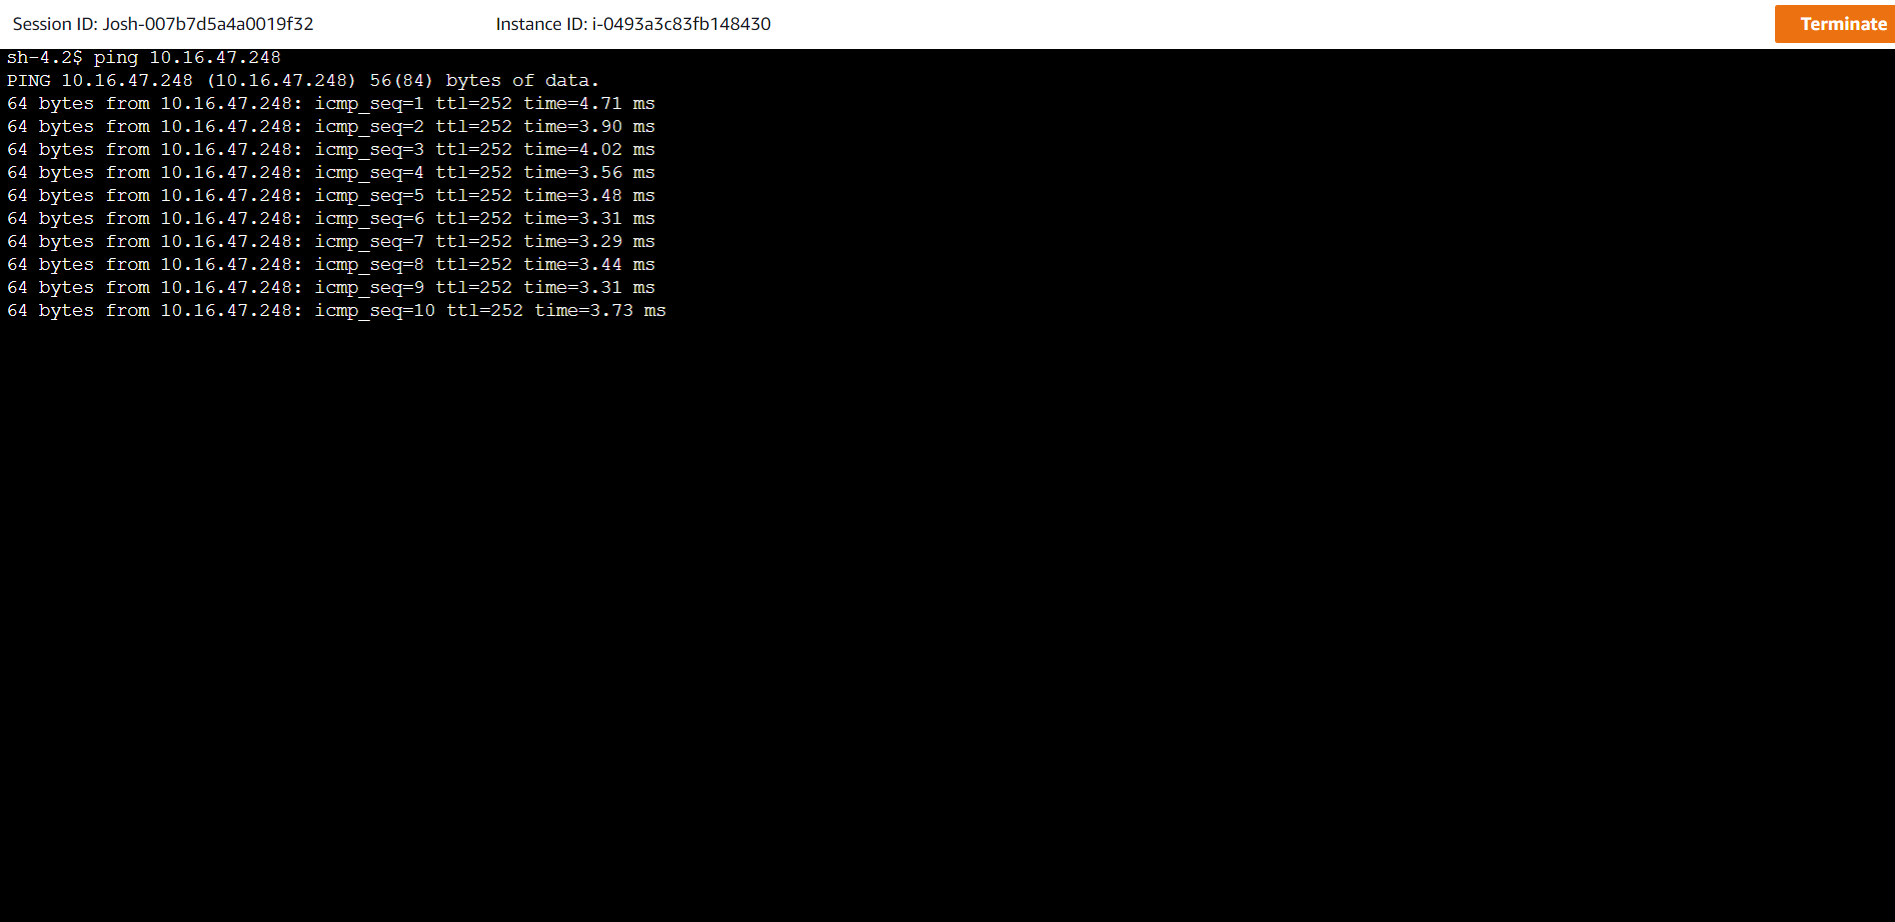 Session ID: Josh-007b7d5a4a0019f32 Instance ID: i-0493a3c83fb148430 Terminate
sh-4.2$ ping 10.16.47.248
PING 10.16.47.248 (10.16.47.248) 56(84) bytes of data.
64 bytes from 10.16.47.248: icmp_seq=1 ttl=252 time=4.71 ms
64 bytes from 10.16.47.248: icmp_seq=2 ttl=252 time=3.90 ms
64 bytes from 10.16.47.248: icmp_seq=3 ttl=252 time=4.02 ms
64 bytes from 10.16.47.248: icmp_seq=4 ttl=252 time=3.56 ms
64 bytes from 10.16.47.248: icmp_seq=5 ttl=252 time=3.48 ms
64 bytes from 10.16.47.248: icmp_seq=6 ttl=252 time=3.31 ms
64 bytes from 10.16.47.248: icmp_seq=7 ttl=252 time=3.29 ms
64 bytes from 10.16.47.248: icmp_seq=8 ttl=252 time=3.44 ms
64 bytes from 10.16.47.248: icmp_seq=9 ttl=252 time=3.31 ms
64 bytes from 10.16.47.248: icmp_seq=10 ttl=252 time=3.73 ms